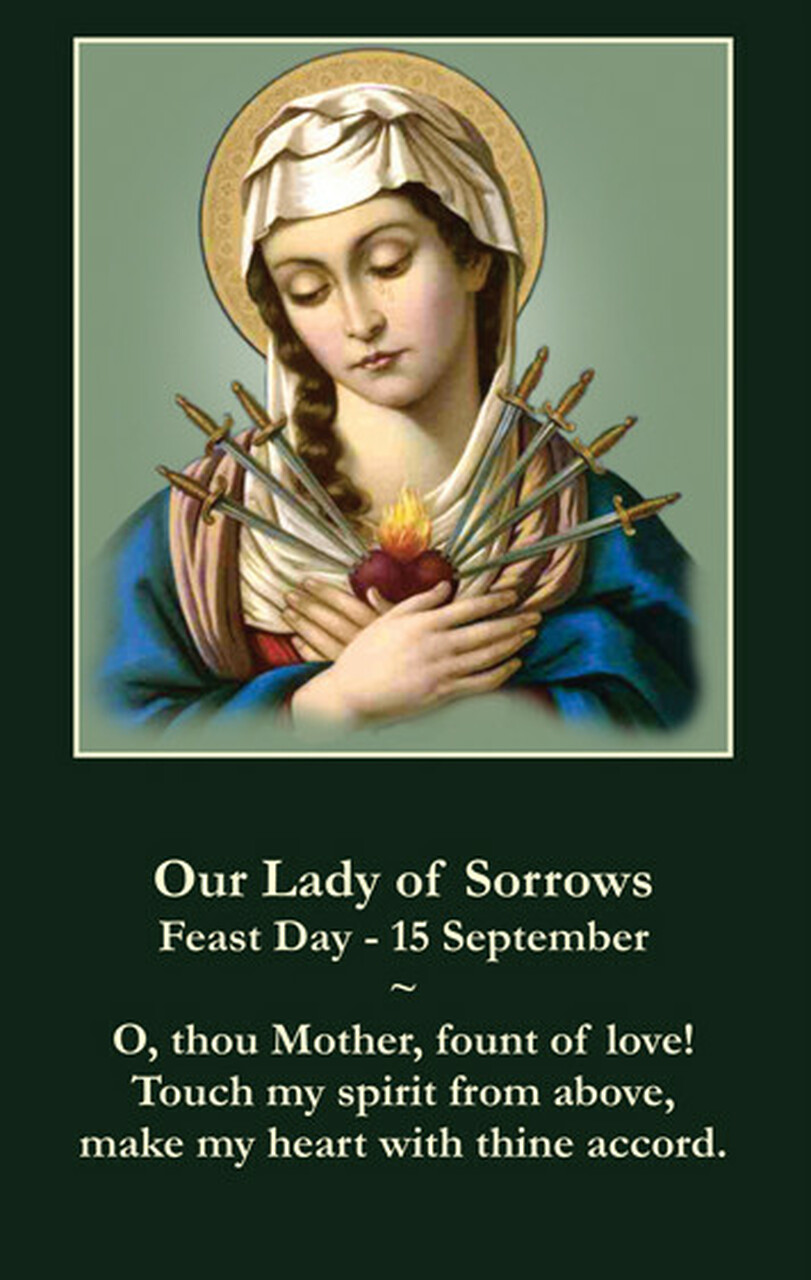 Our Lady of Sorrows
Feast Day - 15 September
~
O, thou Mother, fount of love!
Touch my spirit from above,
make my heart with thine accord.